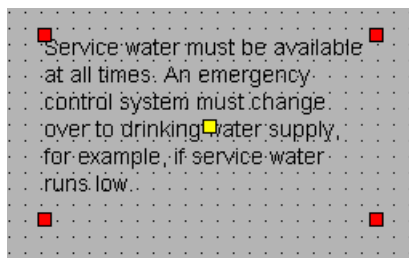 Service water must be available
at all times. An emergency
control system must change
over to drinking water supply,
for example, if service water
runs low.